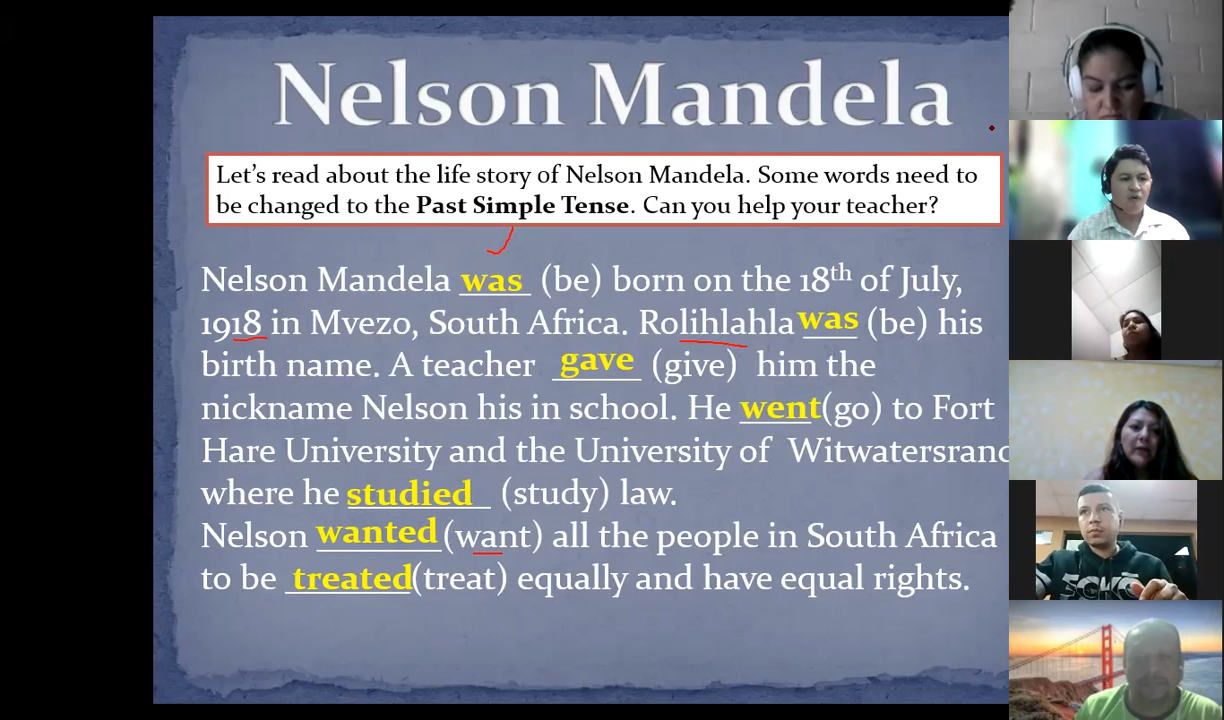 Nelson Mandela
Let's read about the life story of Nelson Mandela. Some words need to
be changed to the Past Simple Tense. Can you help your teacher?
Nelson Mandela was (be) born on the 18th of July,
1918 in Mvezo, South Africa. Rolihlahla was (be) his
birth name. A teacher gave (give) him the
nickname Nelson his in school. He went (go) to Fort
Hare University and the University of Witwatersrand
where he studied (study) law.
Nelson wanted (want) all the people in South Africa
to be treated (treat) equally and have equal rights.